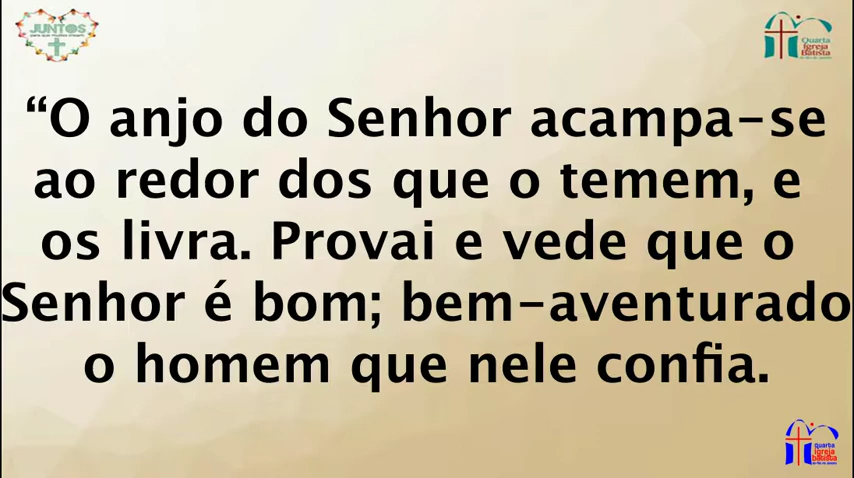 JUNTOS
Quarta
Igreja
Batista
“O anjo do Senhor acampa-se
ao redor dos que o temem, e
os livra. Provai e vede que o
Senhor é bom; bem-aventurado
o homem que nele confia.
quarta
Igreja
Batista